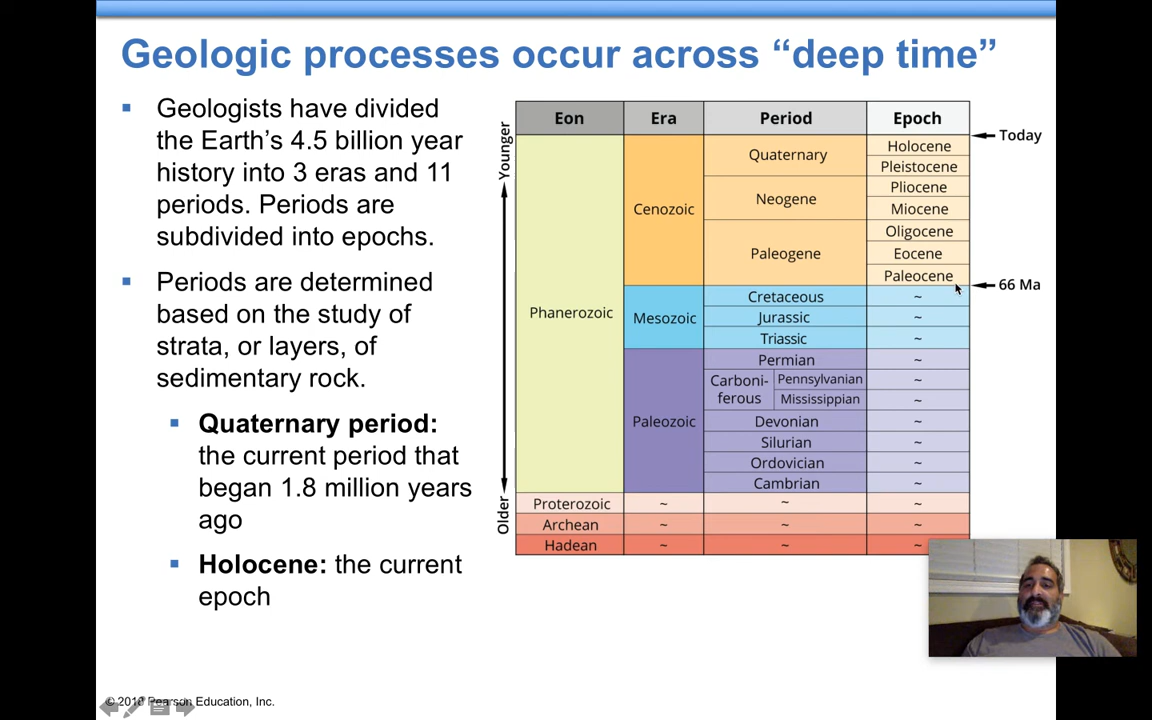 Geologic processes occur across “deep time”
Geologists have divided
the Earth’s 4.5 billion year
history into 3 eras and 11
periods. Periods are
subdivided into epochs.
Periods are determined
based on the study of
strata, or layers, of
sedimentary rock.
Quaternary period:
the current period that
began 1.8 million years
ago
Holocene: the current
epoch
Younger
Older
Eon Era Period Epoch
Today
Phanerozoic
Cenozoic
Quaternary
Holocene
Pleistocene
Neogene
Pliocene
Miocene
Paleogene
Oligocene
Eocene
Paleocene
66 Ma
Mesozoic
Cretaceous ~
Jurassic ~
Triassic ~
Paleozoic
Permian ~
Carboni-
ferous
Pennsylvanian ~
Mississippian ~
Devonian ~
Silurian ~
Ordovician ~
Cambrian ~
Proterozoic ~ ~ ~
Archean ~ ~ ~
Hadean ~ ~ ~
© 2018 Pearson Education, Inc.